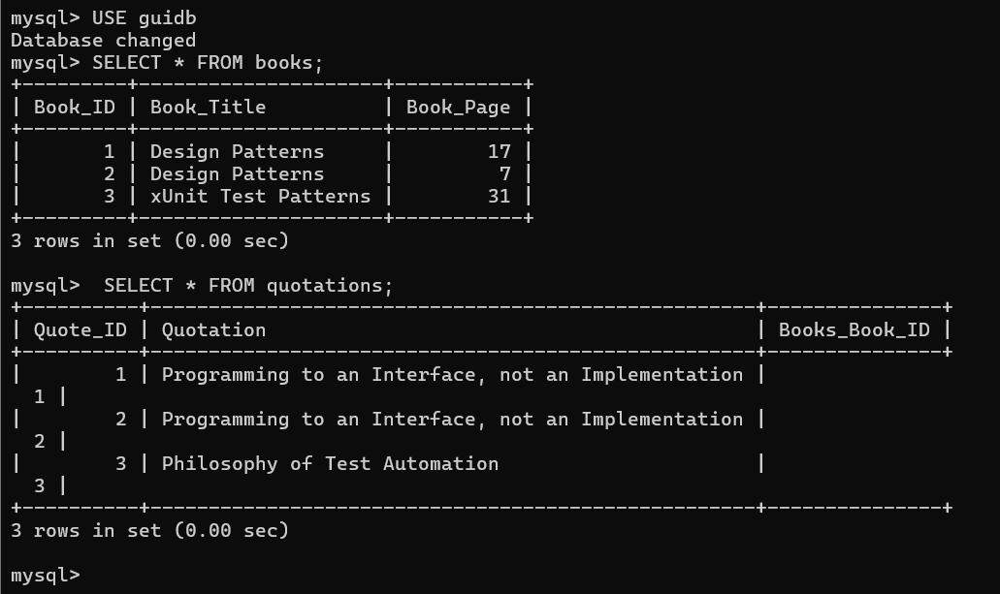 mysql> USE guidb
Database changed
mysql> SELECT * FROM books;
+---------+--------------------+-----------+
| Book_ID | Book_Title         | Book_Page |
+---------+--------------------+-----------+
|       1 | Design Patterns    |        17 |
|       2 | Design Patterns    |         7 |
|       3 | xUnit Test Patterns |        31 |
+---------+--------------------+-----------+
3 rows in set (0.00 sec)

mysql>  SELECT * FROM quotations;
+----------+----------------------------------------------------+---------------+
| Quote_ID | Quotation                                          | Books_Book_ID |
+----------+----------------------------------------------------+---------------+
|        1 | Programming to an Interface, not an Implementation |
  1 |
|        2 | Programming to an Interface, not an Implementation |
  2 |
|        3 | Philosophy of Test Automation                      |
  3 |
+----------+----------------------------------------------------+---------------+
3 rows in set (0.00 sec)

mysql>